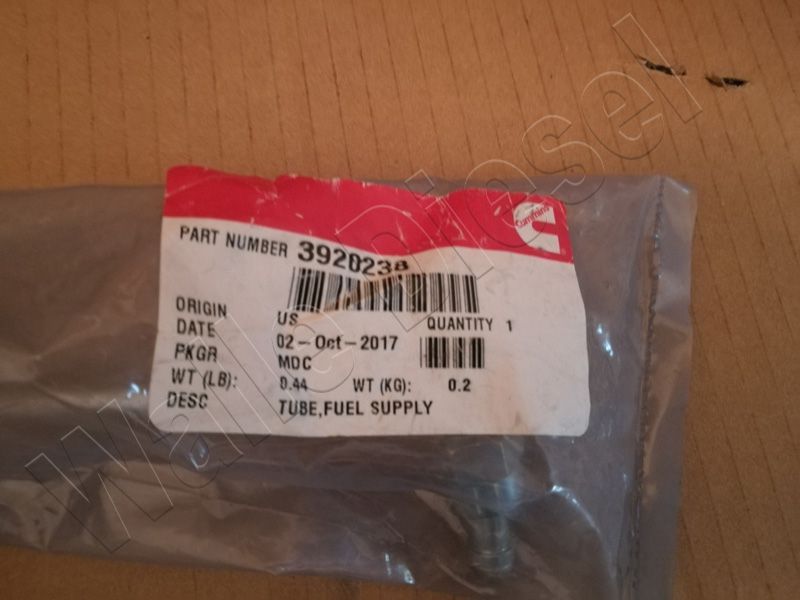 Cummins
PART NUMBER 3920238
ORIGIN US QUANTITY 1
DATE 02-Oct-2017
PKGR MDC
WT (LB): 0.44 WT (KG): 0.2
DESC TUBE,FUEL SUPPLY
Walle Diesel